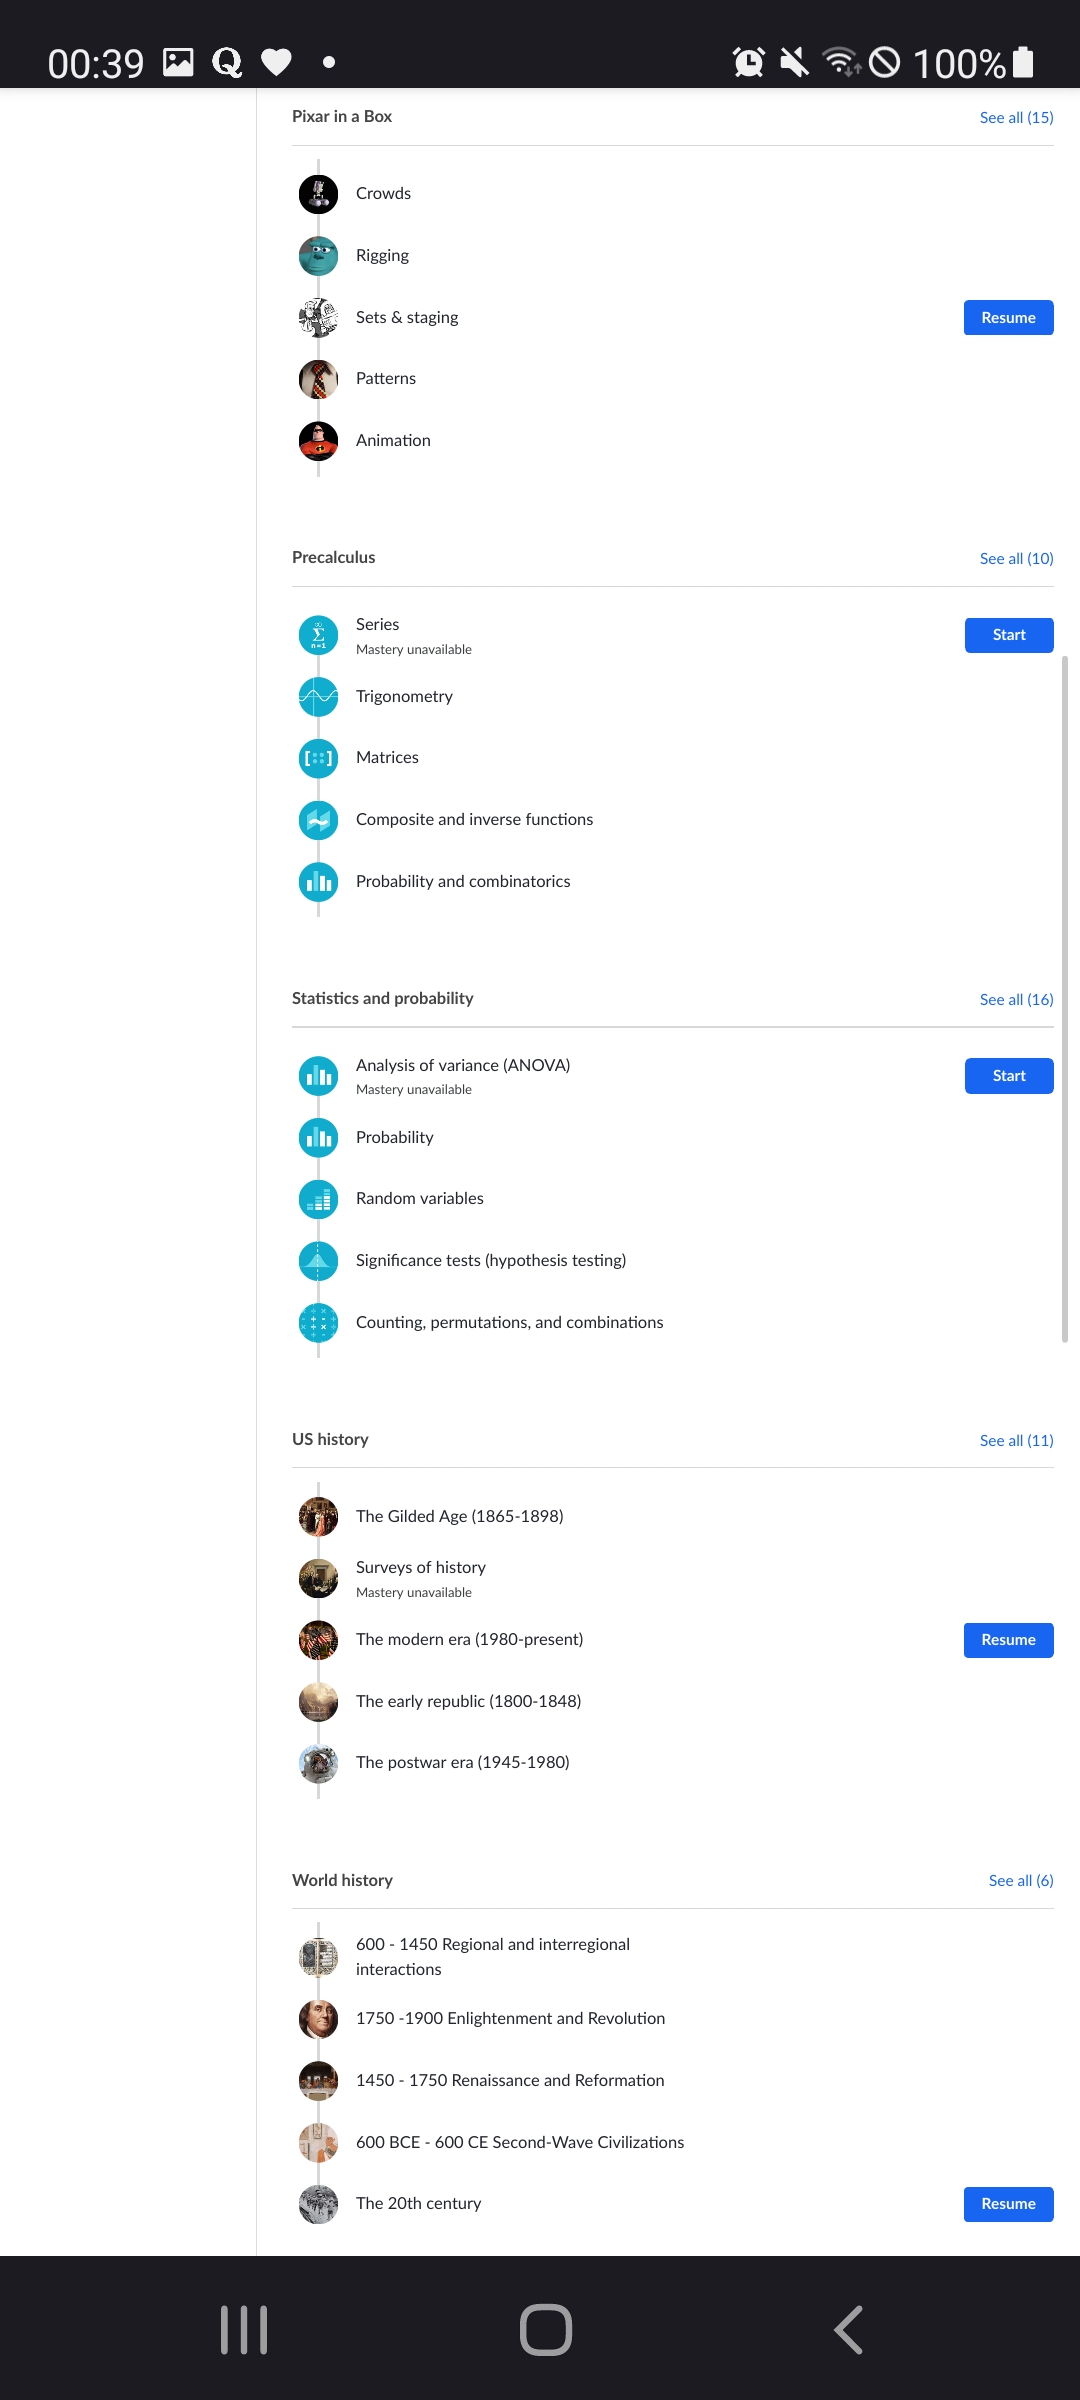 00:39
100%
Pixar in a Box
See all (15)
Crowds
Rigging
Sets & staging
Resume
Patterns
Animation
Precalculus
See all (10)
Series
Mastery unavailable
Start
Trigonometry
Matrices
Composite and inverse functions
Probability and combinatorics
Statistics and probability
See all (16)
Analysis of variance (ANOVA)
Mastery unavailable
Start
Probability
Random variables
Significance tests (hypothesis testing)
Counting, permutations, and combinations
US history
See all (11)
The Gilded Age (1865-1898)
Surveys of history
Mastery unavailable
The modern era (1980-present)
Resume
The early republic (1800-1848)
The postwar era (1945-1980)
World history
See all (6)
600 - 1450 Regional and interregional
interactions
1750 -1900 Enlightenment and Revolution
1450 - 1750 Renaissance and Reformation
600 BCE - 600 CE Second-Wave Civilizations
The 20th century
Resume